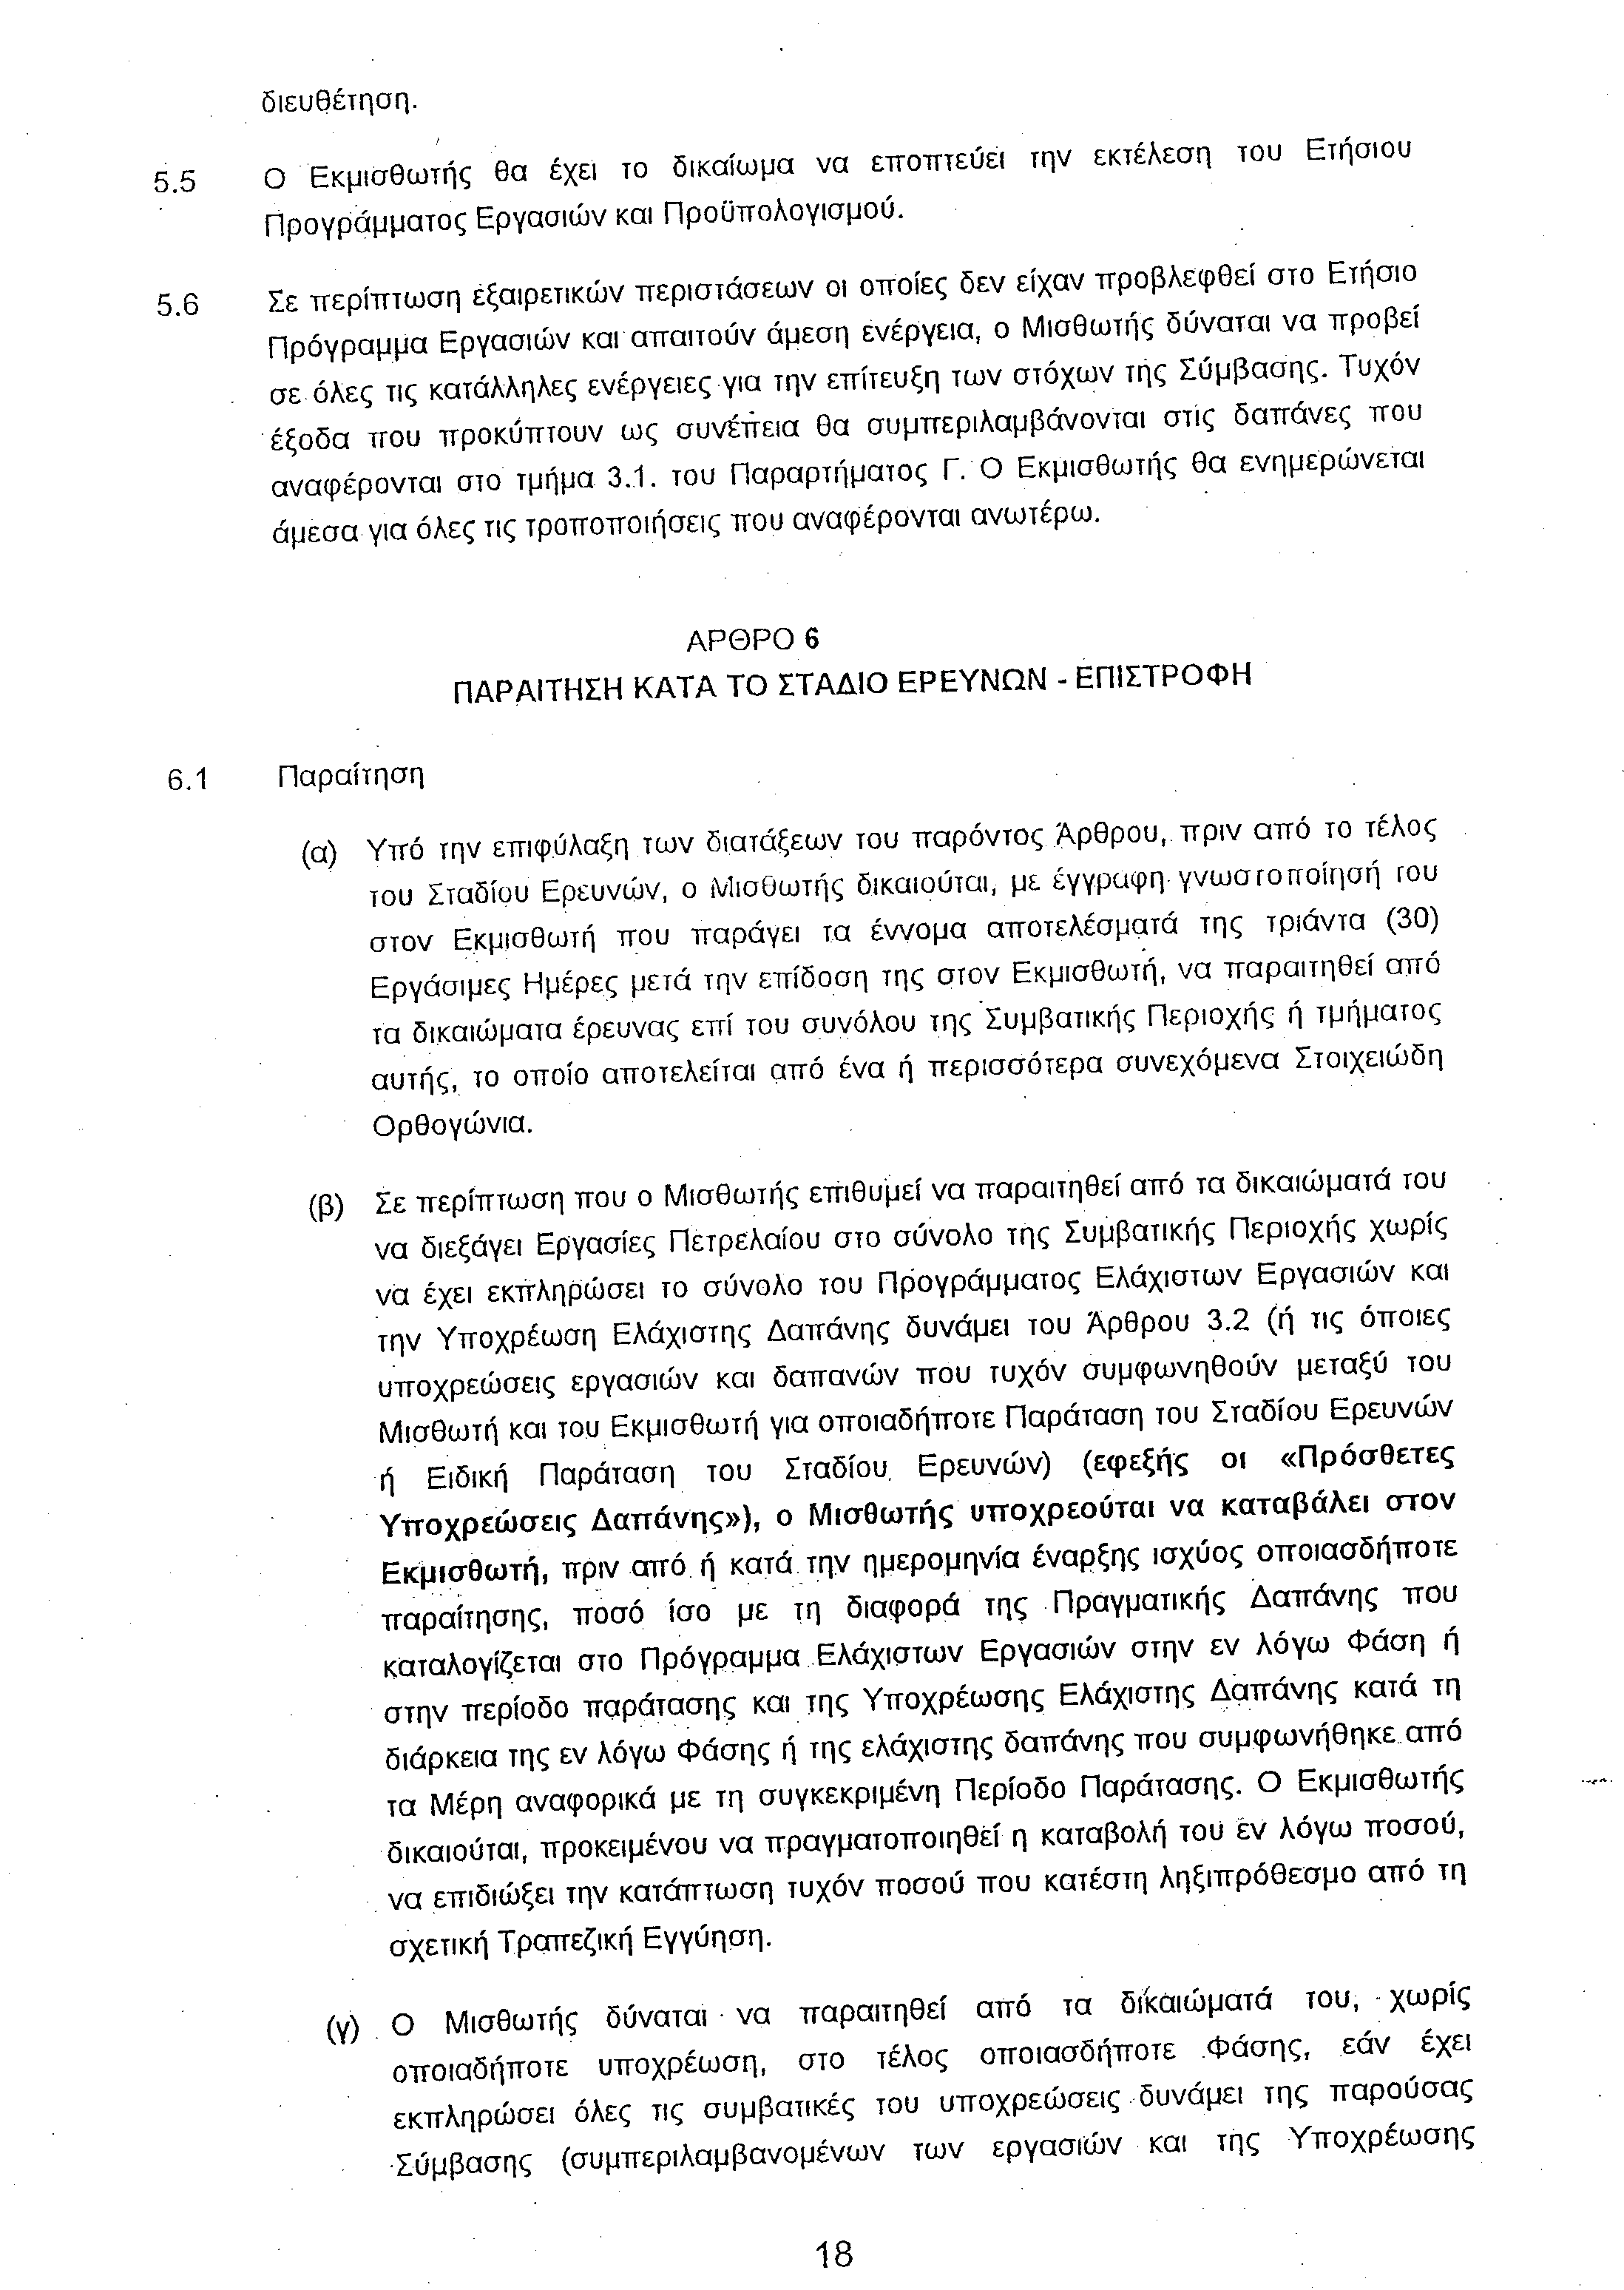 διευθέτηση.
5.5 Ο Εκμισθωτής θα έχει το δικαίωμα να εποπτεύει την εκτέλεση του Ετήσιου
Προγράμματος Εργασιών και Προϋπολογισμού.
5.6 Σε περίπτωση εξαιρετικών περιστάσεων οι οποίες δεν είχαν προβλεφθεί στο Ετήσιο
Πρόγραμμα Εργασιών και απαιτούν άμεση ενέργεια, ο Μισθωτής δύναται να προβεί
σε όλες τις κατάλληλες ενέργειες για την επίτευξη των στόχων της Σύμβασης. Τυχόν
έξοδα που προκύπτουν ως συνέπεια θα συμπεριλαμβάνονται στις δαπάνες που
αναφέρονται στο τμήμα 3.1. του Παραρτήματος Γ. Ο Εκμισθωτής θα ενημερώνεται
άμεσα για όλες τις τροποποιήσεις που αναφέρονται ανωτέρω.
ΑΡΘΡΟ 6
ΠΑΡΑΙΤΗΣΗ ΚΑΤΑ ΤΟ ΣΤΑΔΙΟ ΕΡΕΥΝΩΝ - ΕΠΙΣΤΡΟΦΗ
6.1 Παραίτηση
(α) Υπό την επιφύλαξη των διατάξεων του παρόντος Άρθρου, πριν από το τέλος
του Σταδίου Ερευνών, ο Μισθωτής δικαιούται, με έγγραφη γνωστοποίησή του
στον Εκμισθωτή που παράγει τα έννομα αποτελέσματά της τριάντα (30)
Εργάσιμες Ημέρες μετά την επίδοση της στον Εκμισθωτή, να παραιτηθεί από
τα δικαιώματα έρευνας επί του συνόλου της Συμβατικής Περιοχής ή τμήματος
αυτής, το οποίο αποτελείται από ένα ή περισσότερα συνεχόμενα Στοιχειώδη
Ορθογώνια.
(β) Σε περίπτωση που ο Μισθωτής επιθυμεί να παραιτηθεί από τα δικαιώματά του
να διεξάγει Εργασίες Πετρελαίου στο σύνολο της Συμβατικής Περιοχής χωρίς
να έχει εκπληρώσει το σύνολο του Προγράμματος Ελάχιστων Εργασιών και
την Υποχρέωση Ελάχιστης Δαπάνης δυνάμει του Άρθρου 3.2 (ή τις όποιες
υποχρεώσεις εργασιών και δαπανών που τυχόν συμφωνηθούν μεταξύ του
Μισθωτή και του Εκμισθωτή για οποιαδήποτε Παράταση του Σταδίου Ερευνών
ή Ειδική Παράταση του Σταδίου Ερευνών) (εφεξής οι «Πρόσθετες
Υποχρεώσεις Δαπάνης»), ο Μισθωτής υποχρεούται να καταβάλει στον
Εκμισθωτή, πριν από ή κατά την ημερομηνία έναρξης ισχύος οποιασδήποτε
παραίτησης, ποσό ίσο με τη διαφορά της Πραγματικής Δαπάνης που
καταλογίζεται στο Πρόγραμμα Ελάχιστων Εργασιών στην εν λόγω Φάση ή
στην περίοδο παράτασης και της Υποχρέωσης Ελάχιστης Δαπάνης κατά τη
διάρκεια της εν λόγω Φάσης ή της ελάχιστης δαπάνης που συμφωνήθηκε από
τα Μέρη αναφορικά με τη συγκεκριμένη Περίοδο Παράτασης. Ο Εκμισθωτής
δικαιούται, προκειμένου να πραγματοποιηθεί η καταβολή του εν λόγω ποσού,
να επιδιώξει την κατάπτωση τυχόν ποσού που κατέστη ληξιπρόθεσμο από τη
σχετική Τραπεζική Εγγύηση.
(γ) Ο Μισθωτής δύναται να παραιτηθεί από τα δικαιώματά του, χωρίς
οποιαδήποτε υποχρέωση, στο τέλος οποιασδήποτε Φάσης, εάν έχει
εκπληρώσει όλες τις συμβατικές του υποχρεώσεις δυνάμει της παρούσας
Σύμβασης (συμπεριλαμβανομένων των εργασιών και της Υποχρέωσης
18